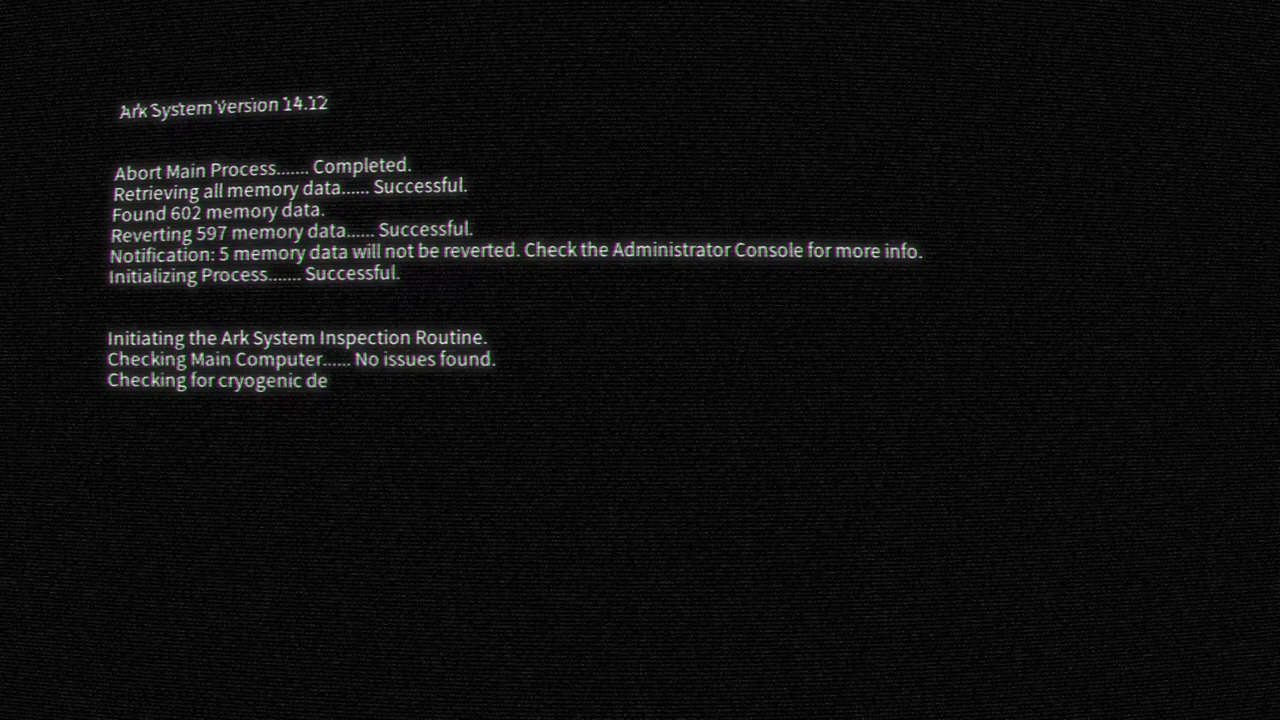 Ark System Version 14.12
Abort Main Process....... Completed.
Retrieving all memory data...... Successful.
Found 602 memory data.
Reverting 597 memory data...... Successful.
Notification: 5 memory data will not be reverted. Check the Administrator Console for more info.
Initializing Process....... Successful.
Initiating the Ark System Inspection Routine.
Checking Main Computer...... No issues found.
Checking for cryogenic de